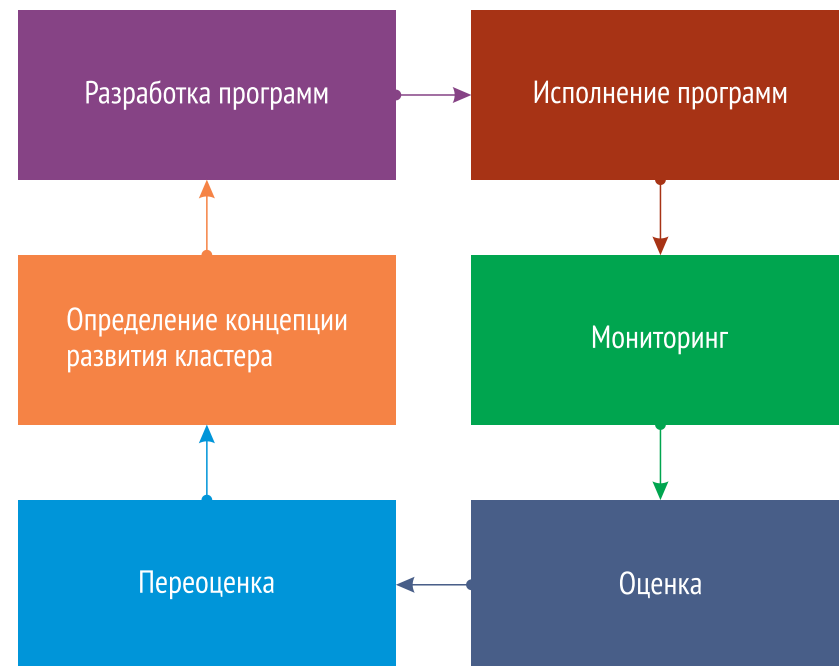 Разработка программ
Исполнение программ
Определение концепции
развития кластера
Мониторинг
Переоценка
Оценка